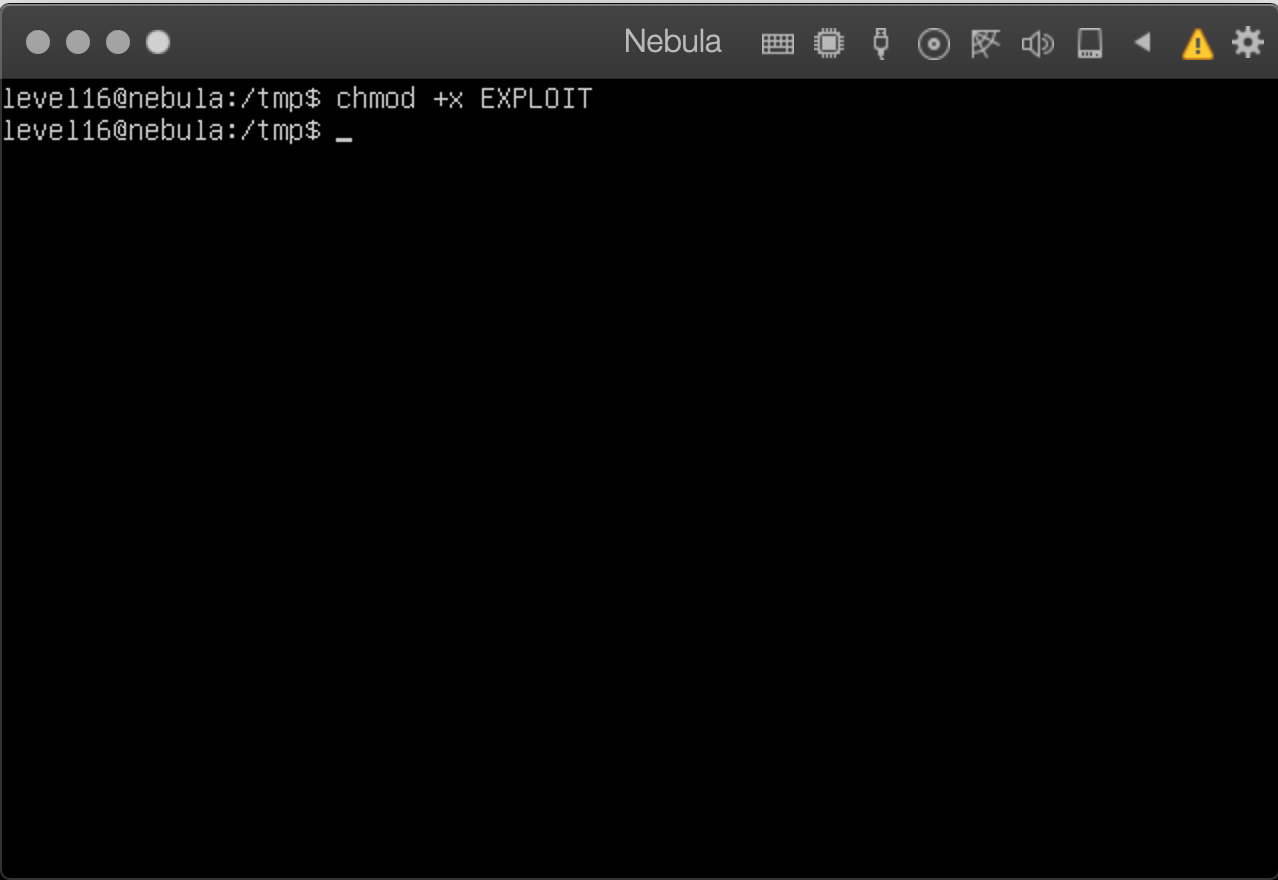 Nebula
level16@nebula:/tmp$ chmod +x EXPLOIT
level16@nebula:/tmp$ _